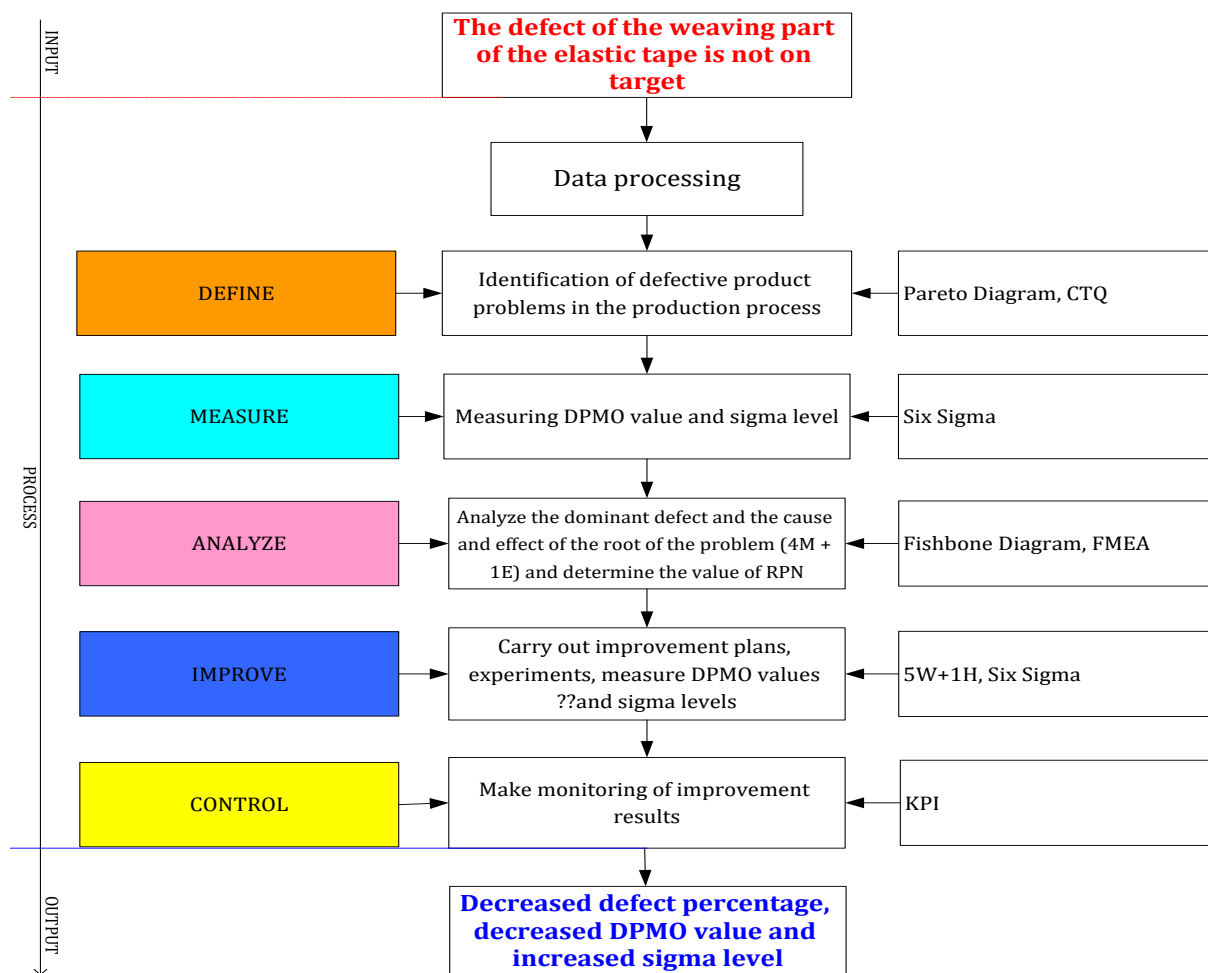 INPUT
The defect of the weaving part
of the elastic tape is not on
target
Data processing
DEFINE
Identification of defective product
problems in the production process
Pareto Diagram, CTQ
MEASURE
Measuring DPMO value and sigma level
Six Sigma
PROCESS
ANALYZE
Analyze the dominant defect and the cause
and effect of the root of the problem (4M +
1E) and determine the value of RPN
Fishbone Diagram, FMEA
IMPROVE
Carry out improvement plans,
experiments, measure DPMO values
??and sigma levels
5W+1H, Six Sigma
CONTROL
Make monitoring of improvement
results
KPI
OUTPUT
Decreased defect percentage,
decreased DPMO value and
increased sigma level